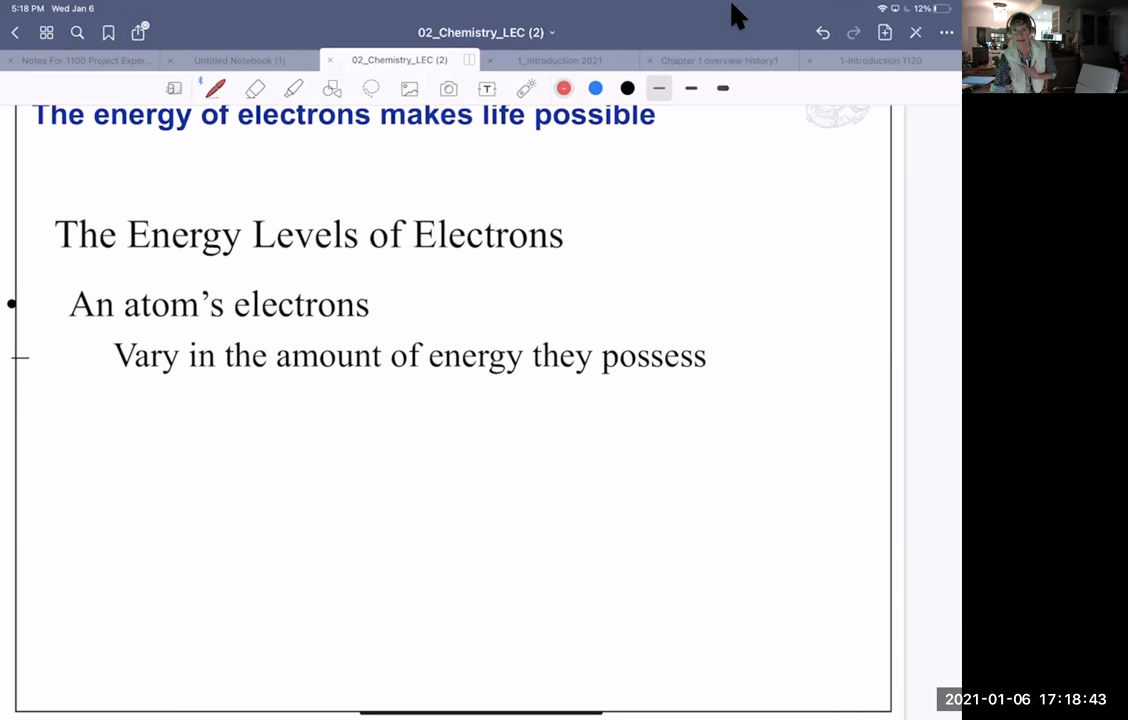 5:18 PM Wed Jan 6
12%
02_Chemistry_LEC (2)
Notes For 1100 Project Exper...
Untitled Notebook (1)
02_Chemistry_LEC (2)
1_Introduction 2021
Chapter 1 overview history1
1-Introduction 1120
T
The energy of electrons makes life possible
The Energy Levels of Electrons
• An atom’s electrons
— Vary in the amount of energy they possess
2021-01-06 17:18:43